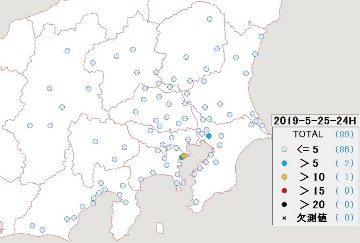 2019-5-25-24H
TOTAL (89)
<= 5 (86)
> 5 ( 2)
> 10 ( 1)
> 15 ( 0)
> 20 ( 0)
× 欠測値 ( 0)